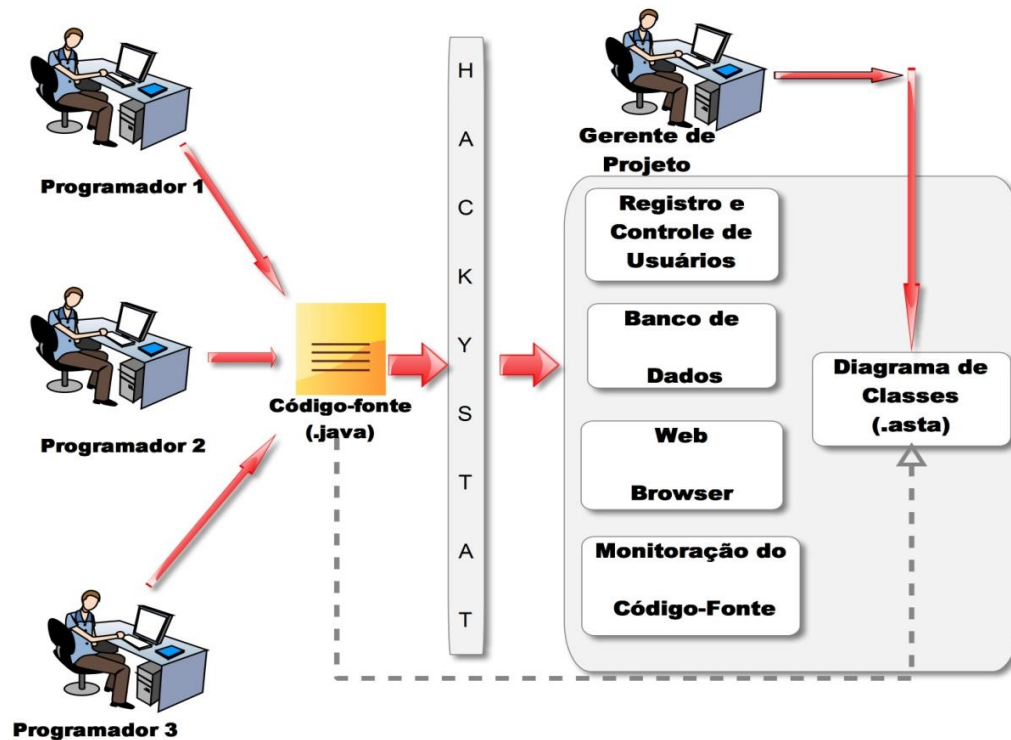 Programador 1
Programador 2
Programador 3
Código-fonte
(.java)
H
A
C
K
Y
S
T
A
T
Gerente de
Projeto
Registro e
Controle de
Usuários
Banco de
Dados
Web
Browser
Monitoração do
Código-Fonte
Diagrama de
Classes
(.asta)